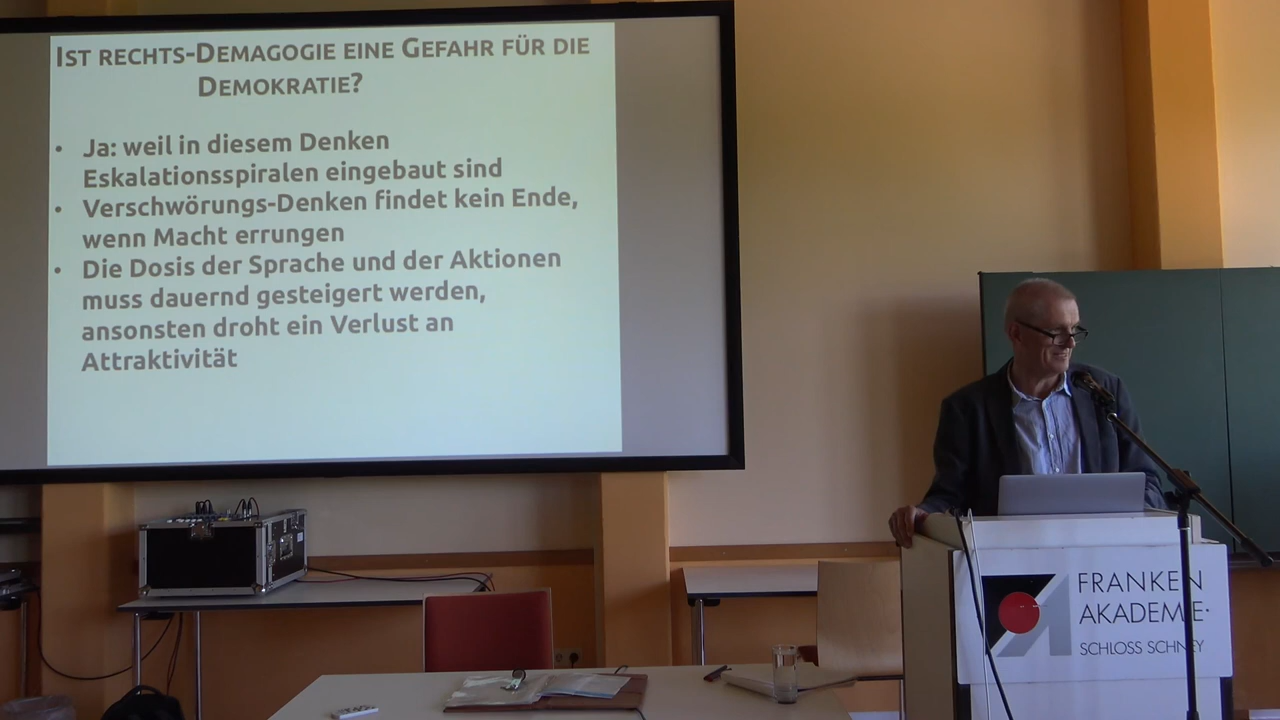 IST RECHTS-DEMAGOGIE EINE GEFAHR FÜR DIE
DEMOKRATIE?
• Ja: weil in diesem Denken
Eskalationsspiralen eingebaut sind
• Verschwörungs-Denken findet kein Ende,
wenn Macht errungen
• Die Dosis der Sprache und der Aktionen
muss dauernd gesteigert werden,
ansonsten droht ein Verlust an
Attraktivität
FRANKEN
AKADEMIE
SCHLOSS SCHNEY